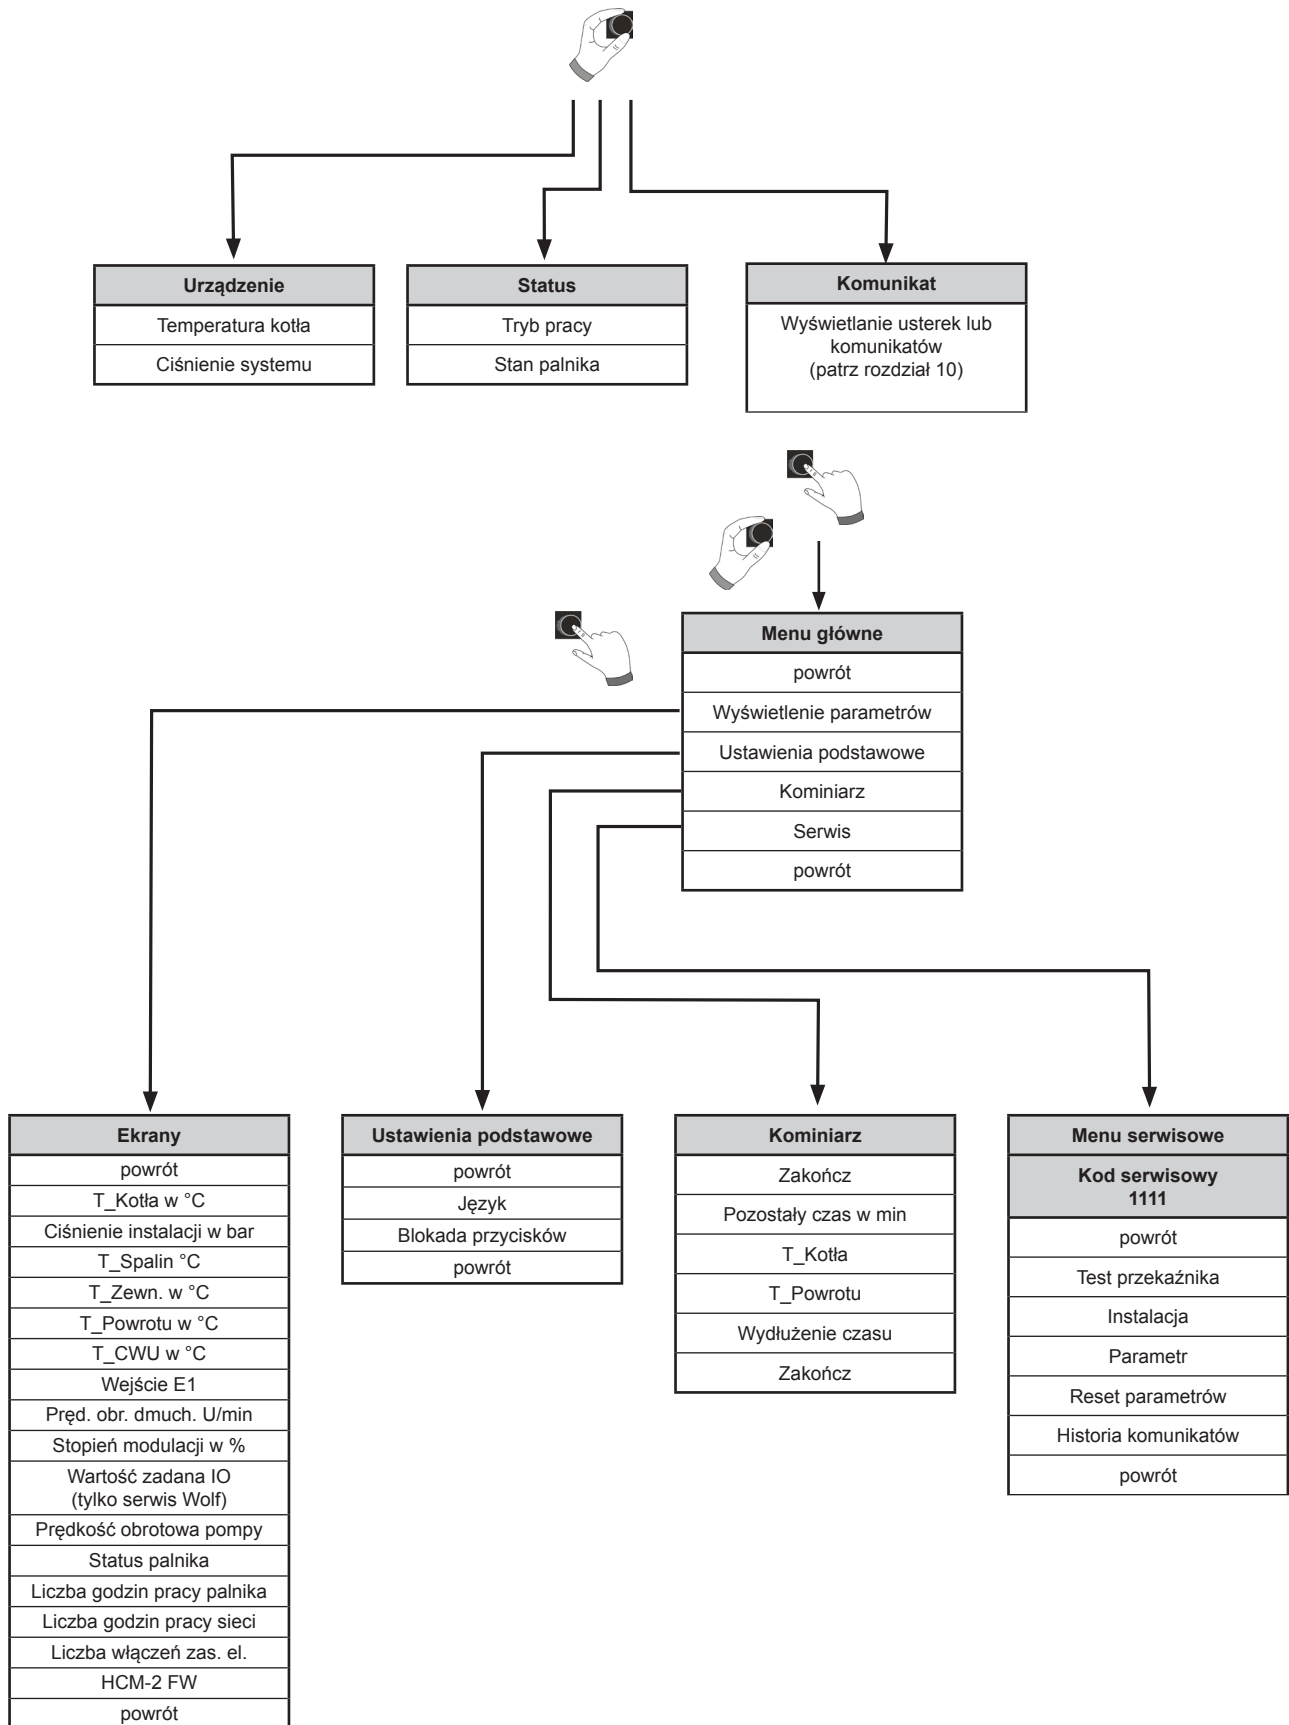 Urządzenie
Temperatura kotła
Ciśnienie systemu
Status
Tryb pracy
Stan palnika
Komunikat
Wyświetlanie usterek lub
komunikatów
(patrz rozdział 10)
Menu główne
powrót
Wyświetlenie parametrów
Ustawienia podstawowe
Kominiarz
Serwis
powrót
Ekrany
powrót
T_Kotła w °C
Ciśnienie instalacji w bar
T_Spalin °C
T_Zewn. w °C
T_Powrotu w °C
T_CWU w °C
Wejście E1
Pręd. obr. dmuch. U/min
Stopień modulacji w %
Wartość zadana IO
(tylko serwis Wolf)
Prędkość obrotowa pompy
Status palnika
Liczba godzin pracy palnika
Liczba godzin pracy sieci
Liczba włączeń zas. el.
HCM-2 FW
powrót
Ustawienia podstawowe
powrót
Język
Blokada przycisków
powrót
Kominiarz
Zakończ
Pozostały czas w min
T_Kotła
T_Powrotu
Wydłużenie czasu
Zakończ
Menu serwisowe
Kod serwisowy
1111
powrót
Test przekaźnika
Instalacja
Parametr
Reset parametrów
Historia komunikatów
powrót